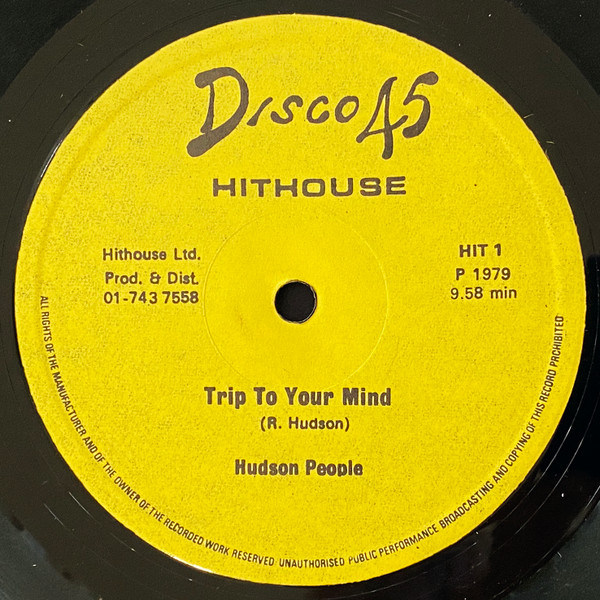 Disco 45
HITHOUSE
Hithouse Ltd.
Prod. & Dist.
01-743 7558
HIT 1
P 1979
9.58 min
Trip To Your Mind
(R. Hudson)
Hudson People
ALL RIGHTS OF THE MANUFACTURER AND OF THE OWNER OF THE RECORDED WORK RESERVED. UNAUTHORISED PUBLIC PERFORMANCE BROADCASTING AND COPYING OF THIS RECORD PROHIBITED